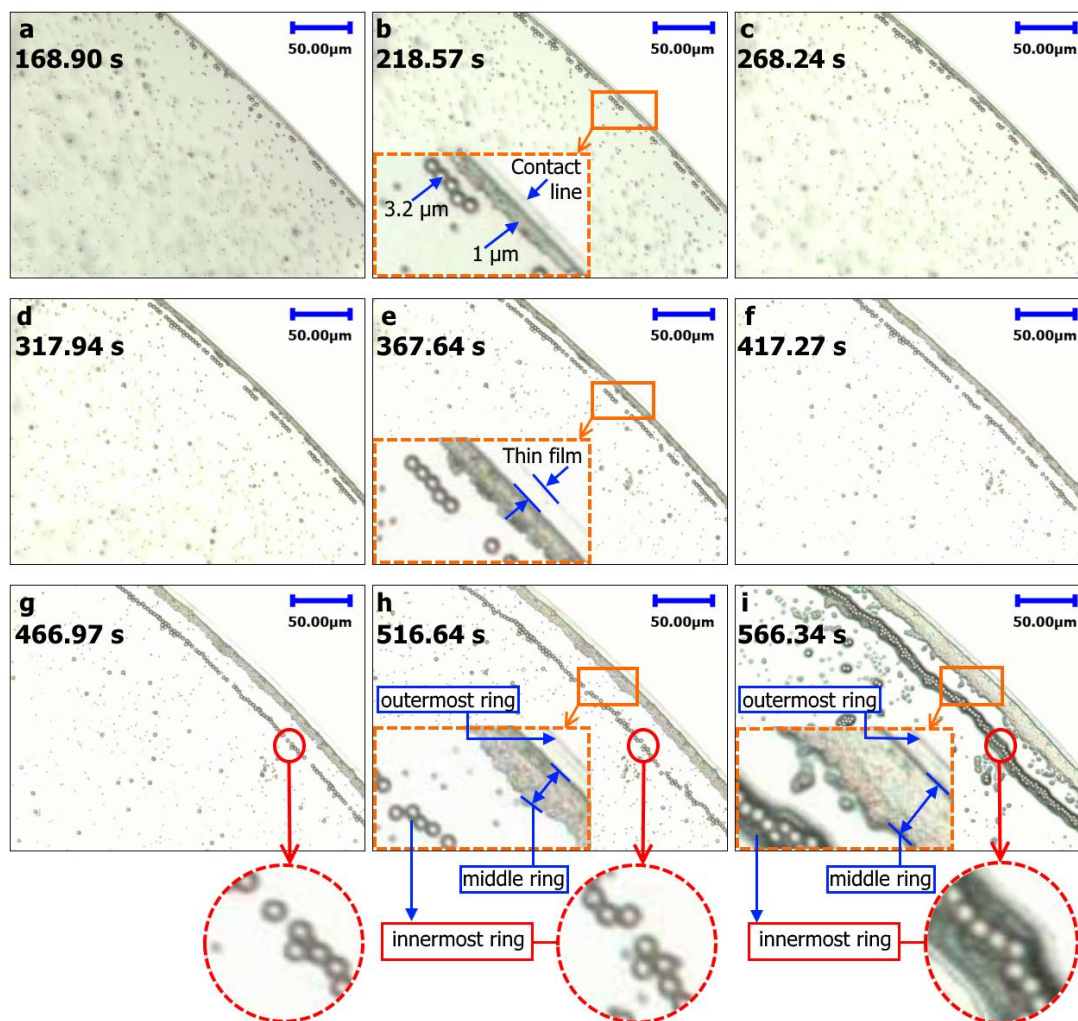 a
168.90 s
50.00µm
b
218.57 s
50.00µm
Contact
line
3.2 µm
1 µm
c
268.24 s
50.00µm
d
317.94 s
50.00µm
e
367.64 s
50.00µm
Thin film
f
417.27 s
50.00µm
g
466.97 s
50.00µm
h
516.64 s
50.00µm
outermost ring
middle ring
innermost ring
i
566.34 s
50.00µm
outermost ring
middle ring
innermost ring